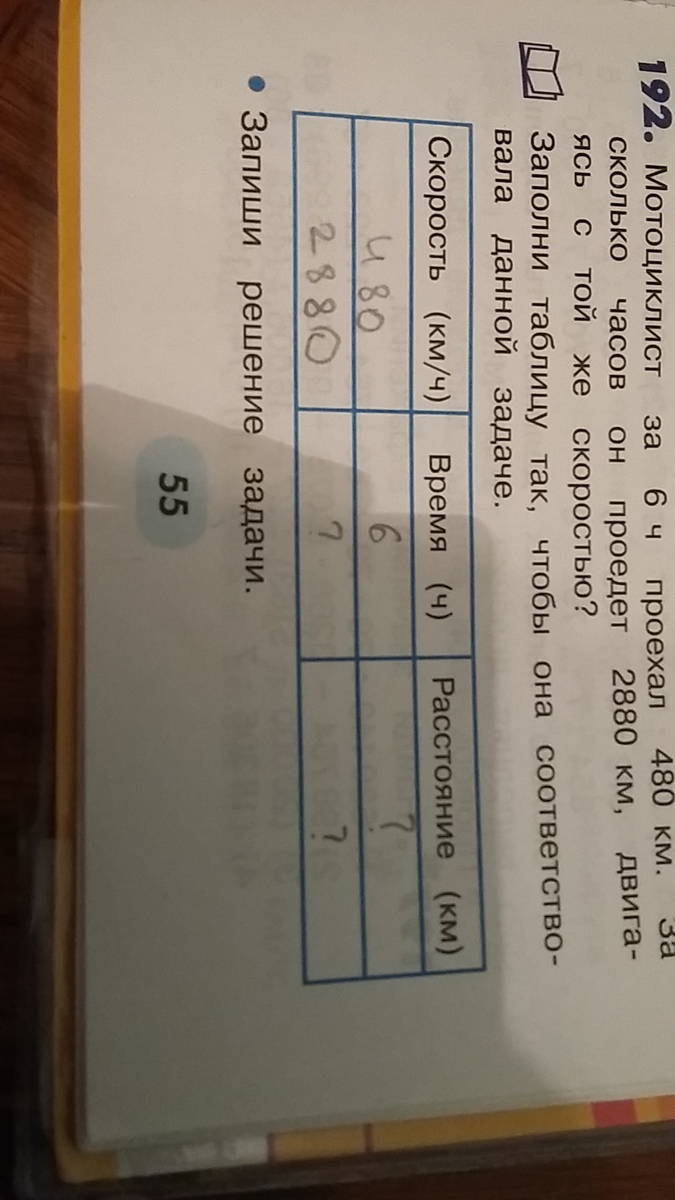 192. Мотоциклист за 6 ч проехал 480 км. За
сколько часов он проедет 2880 км, двига-
ясь с той же скоростью?
Заполни таблицу так, чтобы она соответство-
вала данной задаче.
Скорость (км/ч) Время (ч) Расстояние (км)
480 6 ?
2880 ? ?
• Запиши решение задачи.
55